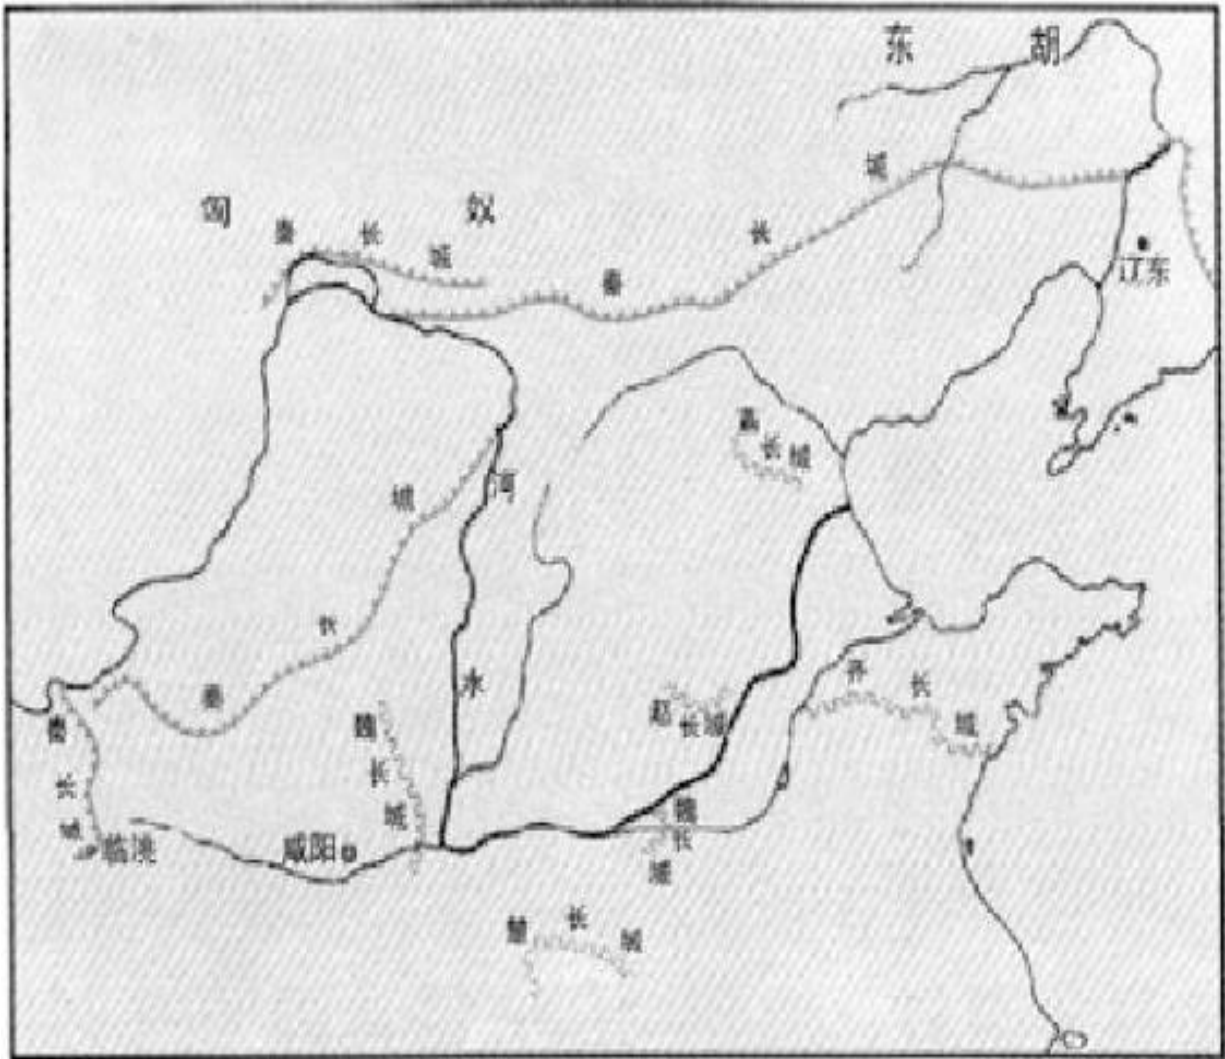 东 胡
匈 奴
秦 长 城
秦 长 城
辽东
长 城
河
水
秦 长 城
魏 长 城
赵 长 城
齐 长 城
秦 长 城
临洮
咸阳
魏 长 城
楚 长 城